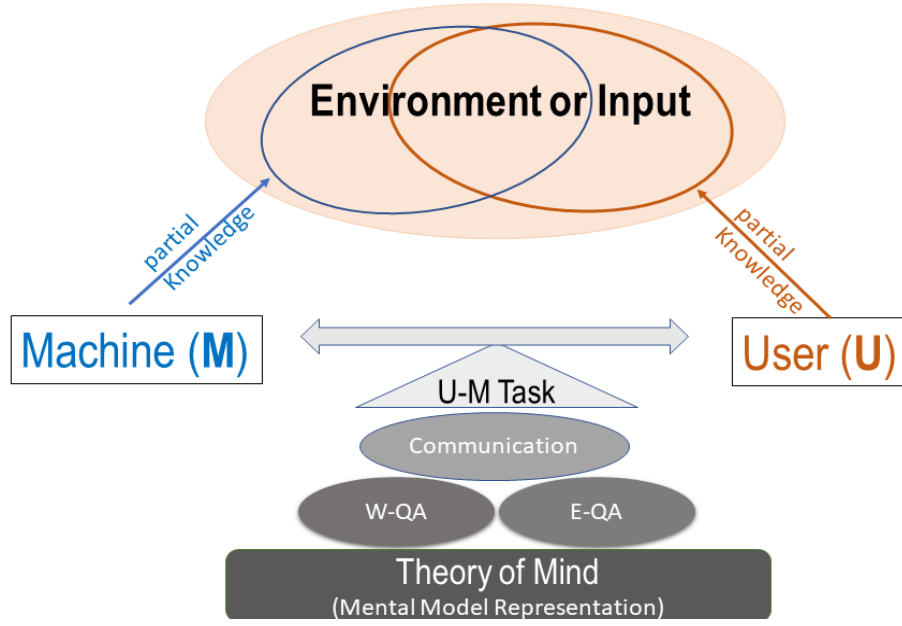 Environment or Input
partial
Knowledge
partial
Knowledge
Machine (M)
User (U)
U-M Task
Communication
W-QA
E-QA
Theory of Mind
(Mental Model Representation)